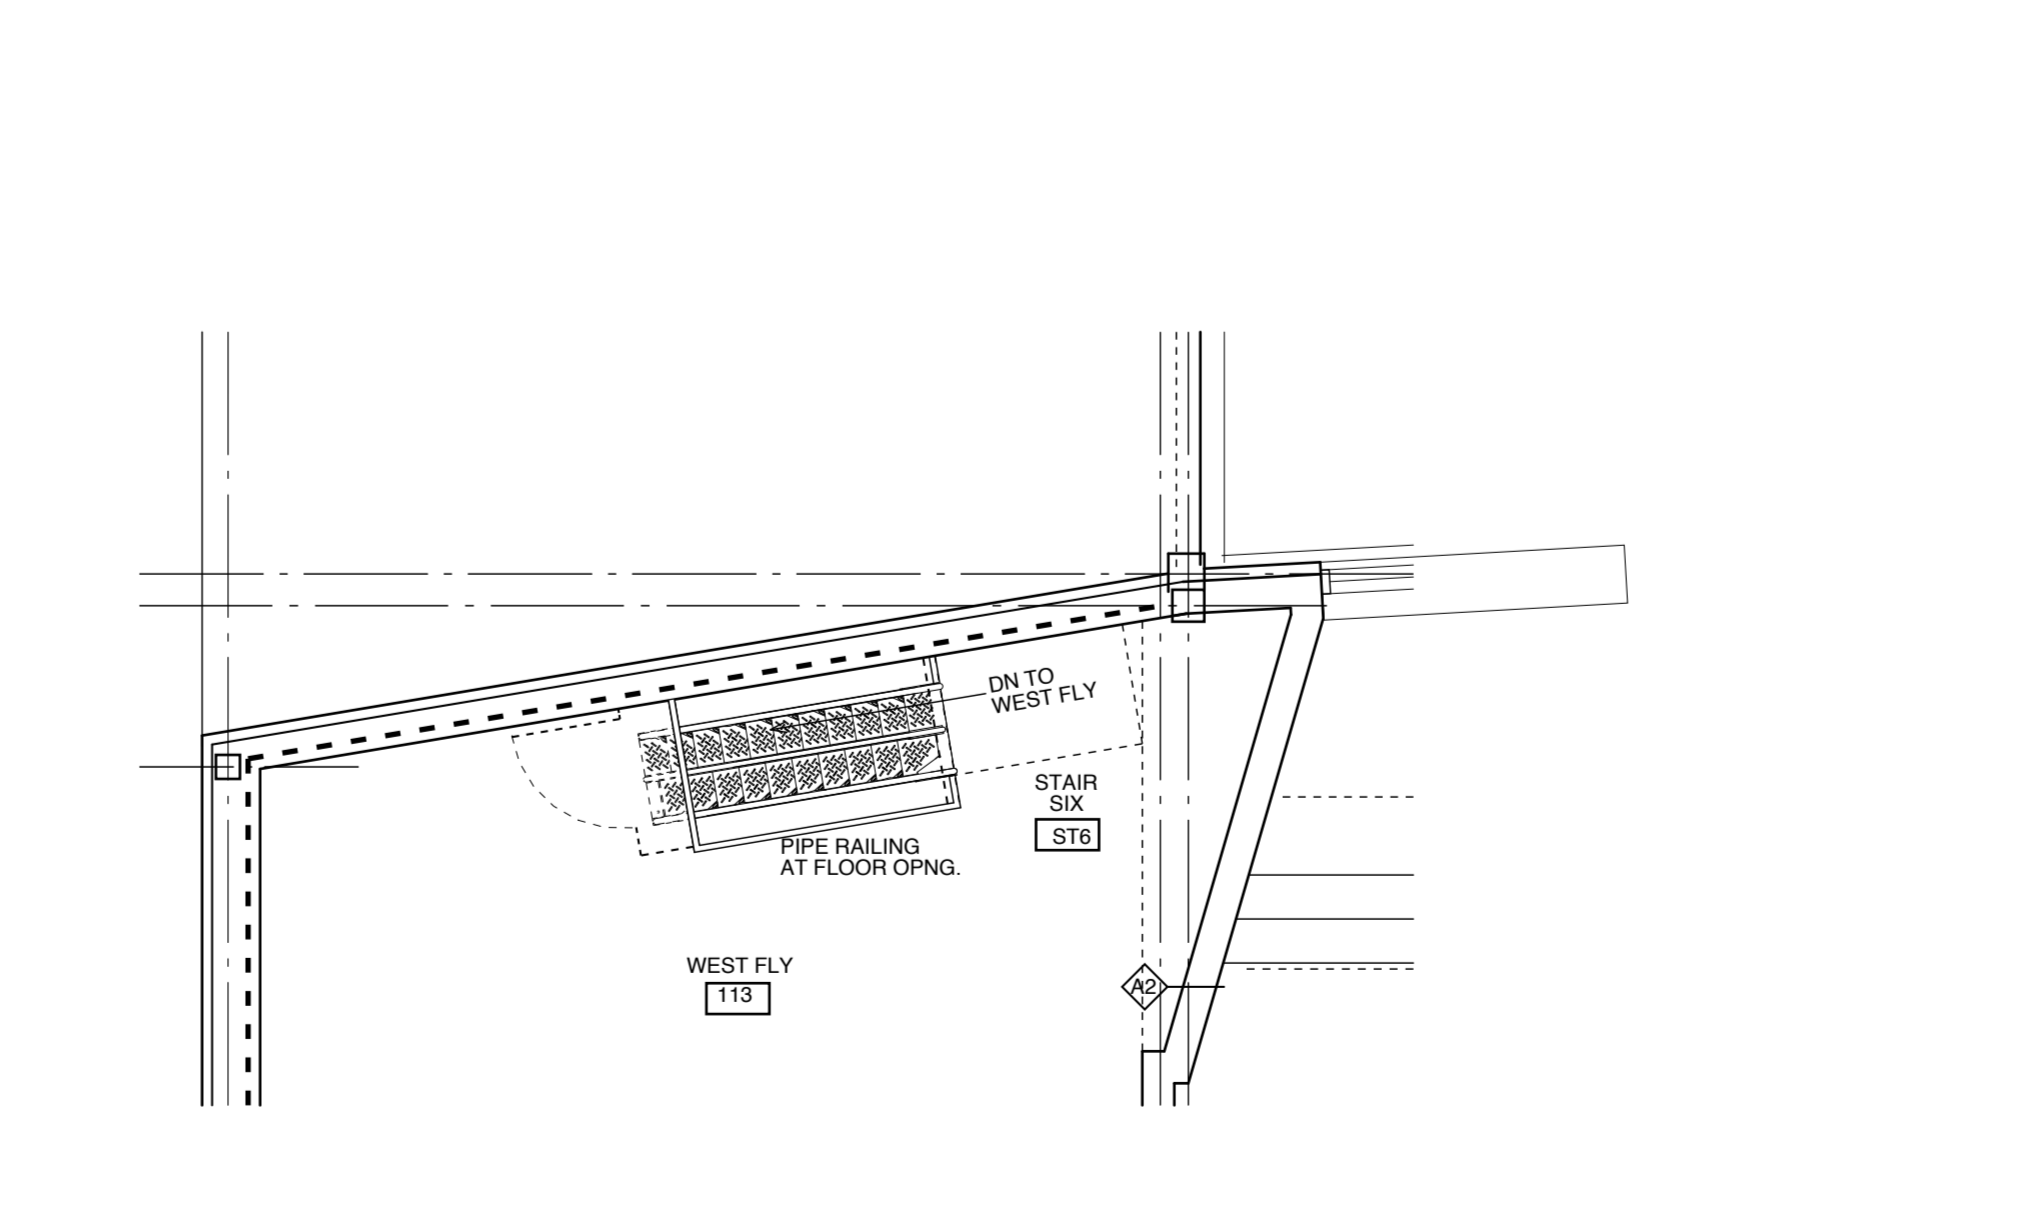 DN TO
WEST FLY
STAIR
SIX
ST6
PIPE RAILING
AT FLOOR OPNG.
WEST FLY
113
A2